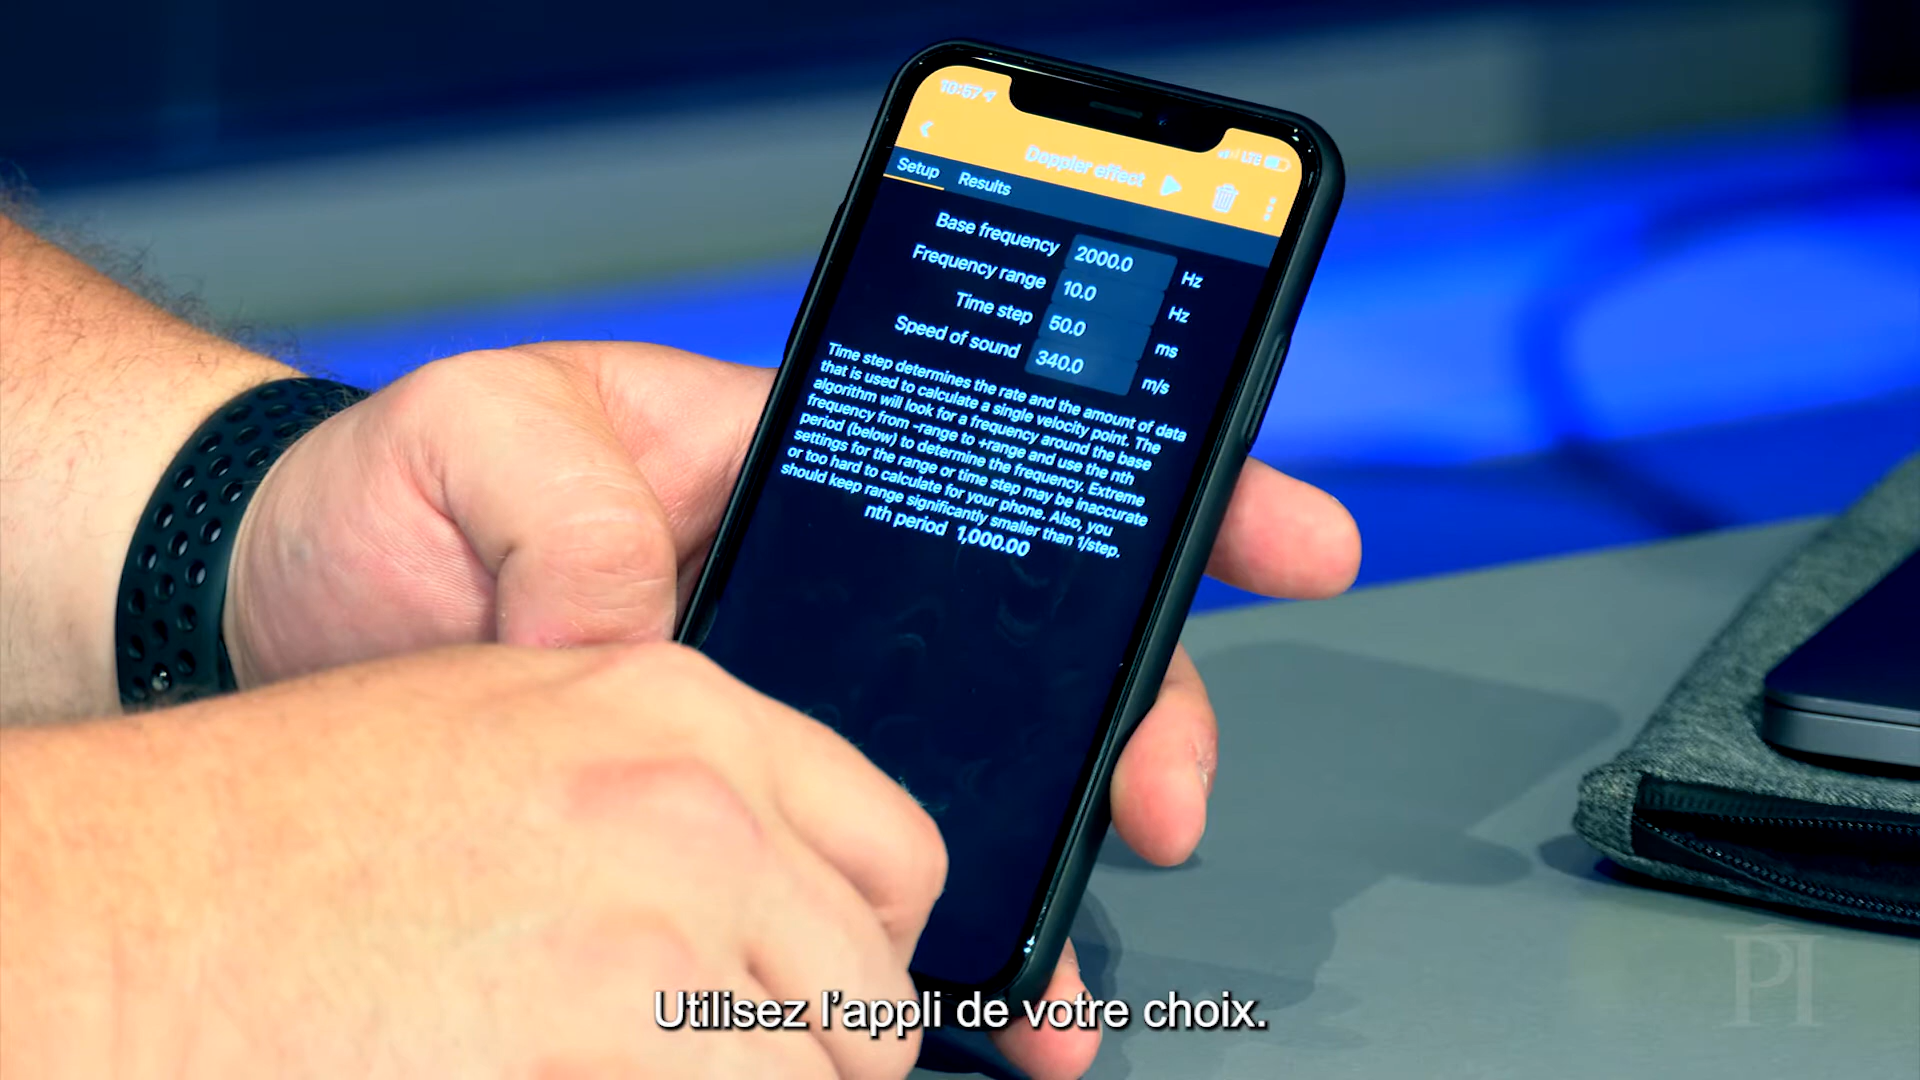 10:57
LTE
Doppler effect
Setup Results
Base frequency 2000.0 Hz
Frequency range 10.0 Hz
Time step 50.0 ms
Speed of sound 340.0 m/s
Time step determines the rate and the amount of data
that is used to calculate a single velocity point. The
algorithm will look for a frequency around the base
frequency from -range to +range and use the nth
period (below) to determine the frequency. Extreme
settings for the range or time step may be inaccurate
or too hard to calculate for your phone. Also, you
should keep range significantly smaller than 1/step.
nth period 1,000.00
PI
Utilisez l'appli de votre choix.